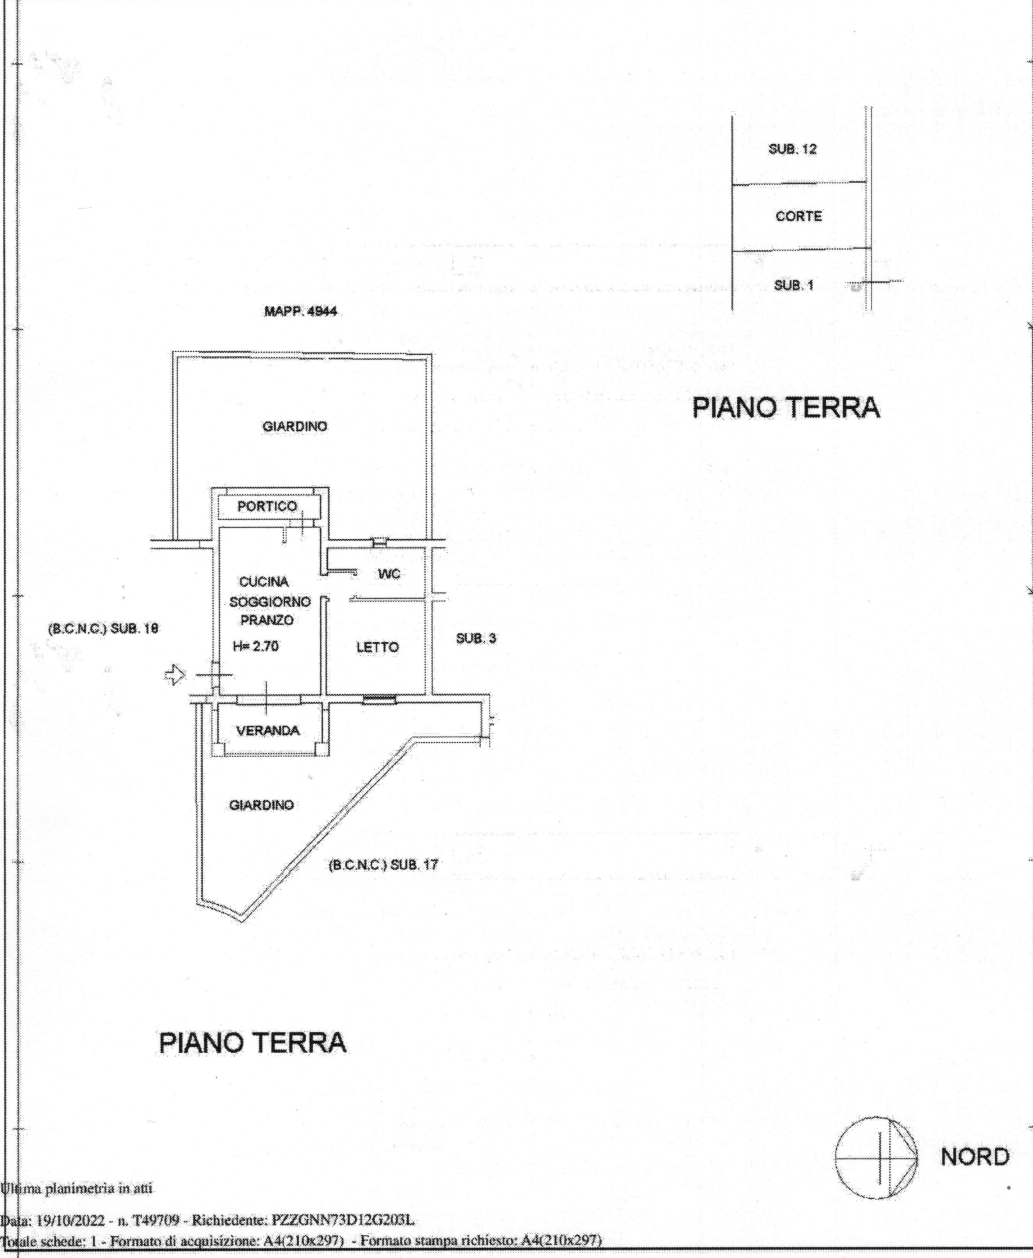 SUB. 12
CORTE
SUB. 1
PIANO TERRA
MAPP. 4944
GIARDINO
PORTICO
CUCINA
SOGGIORNO
PRANZO
H= 2.70
WC
LETTO
(B.C.N.C.) SUB. 18
SUB. 3
VERANDA
GIARDINO
(B.C.N.C.) SUB. 17
PIANO TERRA
NORD
Ultima planimetria in atti
Data: 19/10/2022 - n. T49709 - Richiedente: PZZGNN73D12G203L
Totale schede: 1 - Formato di acquisizione: A4(210x297) - Formato stampa richiesto: A4(210x297)